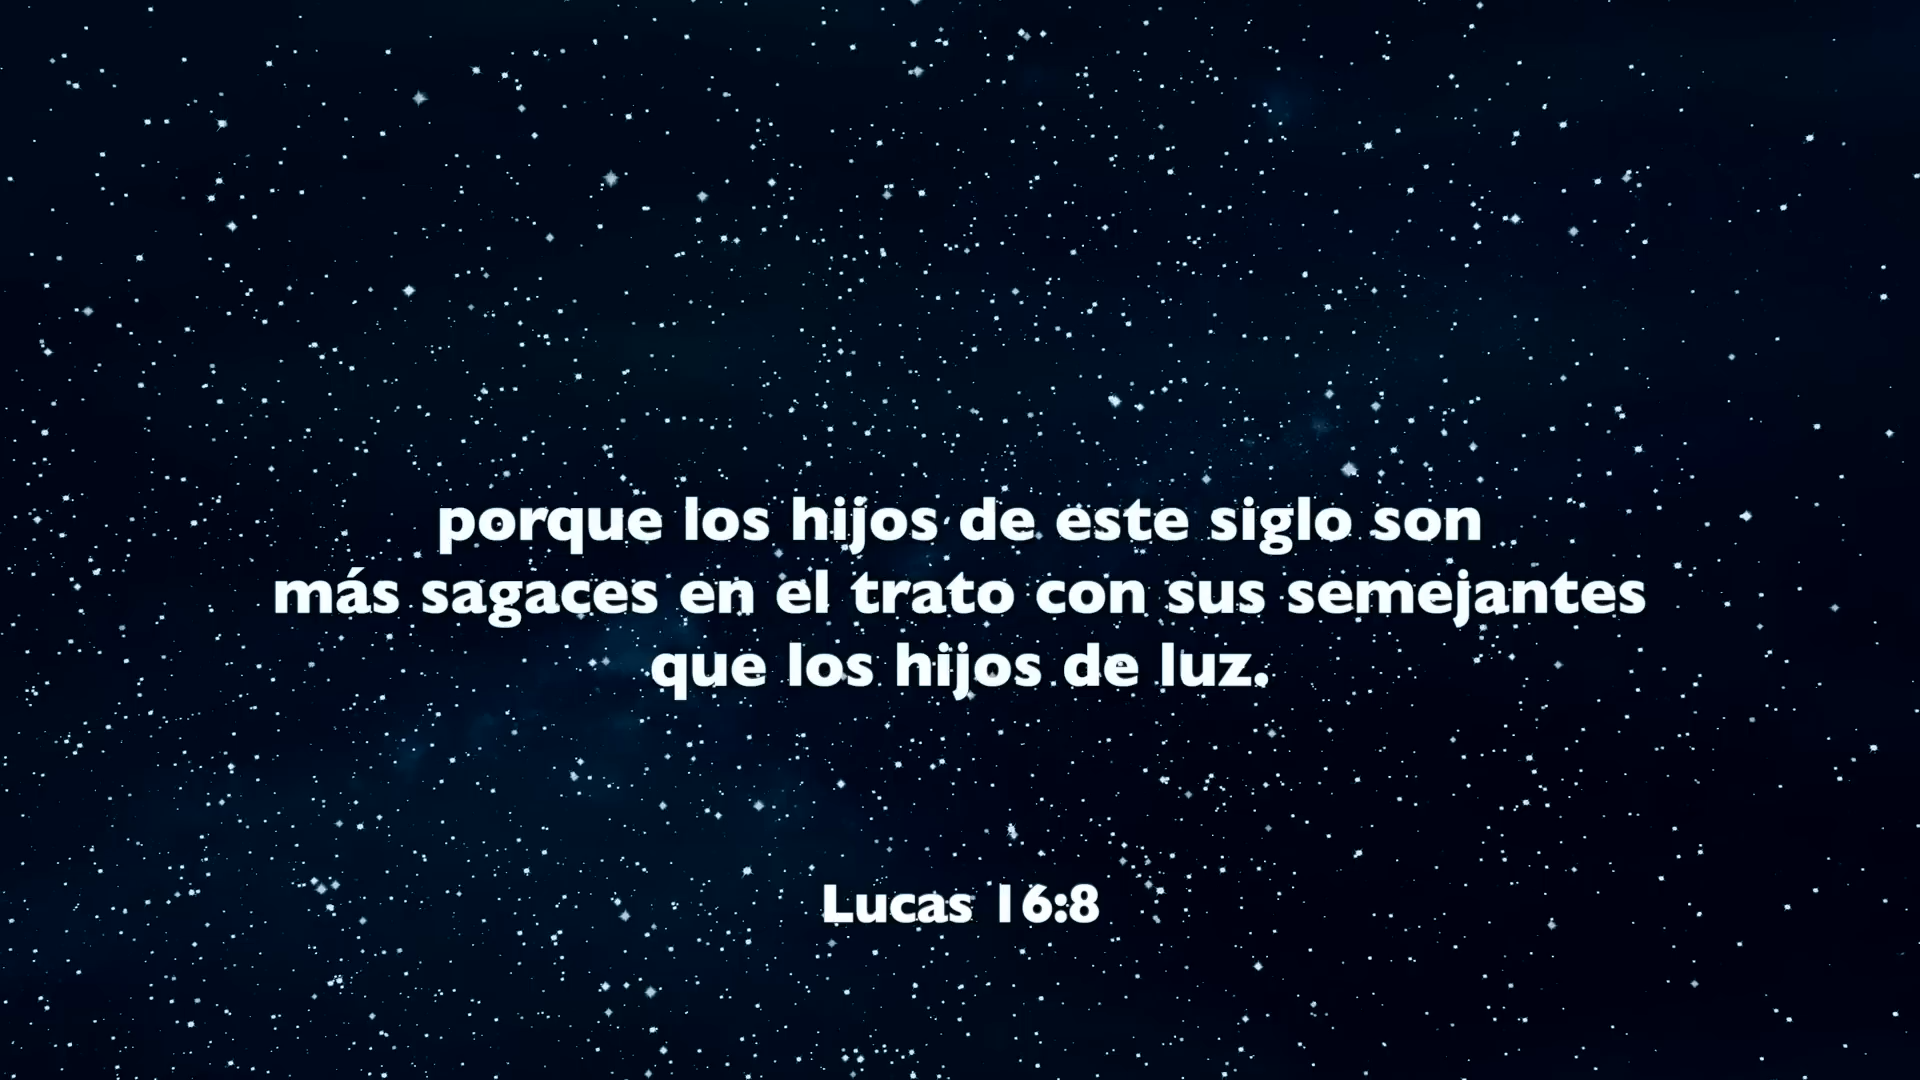 porque los hijos de este siglo son
más sagaces en el trato con sus semejantes
que los hijos de luz.
Lucas 16:8